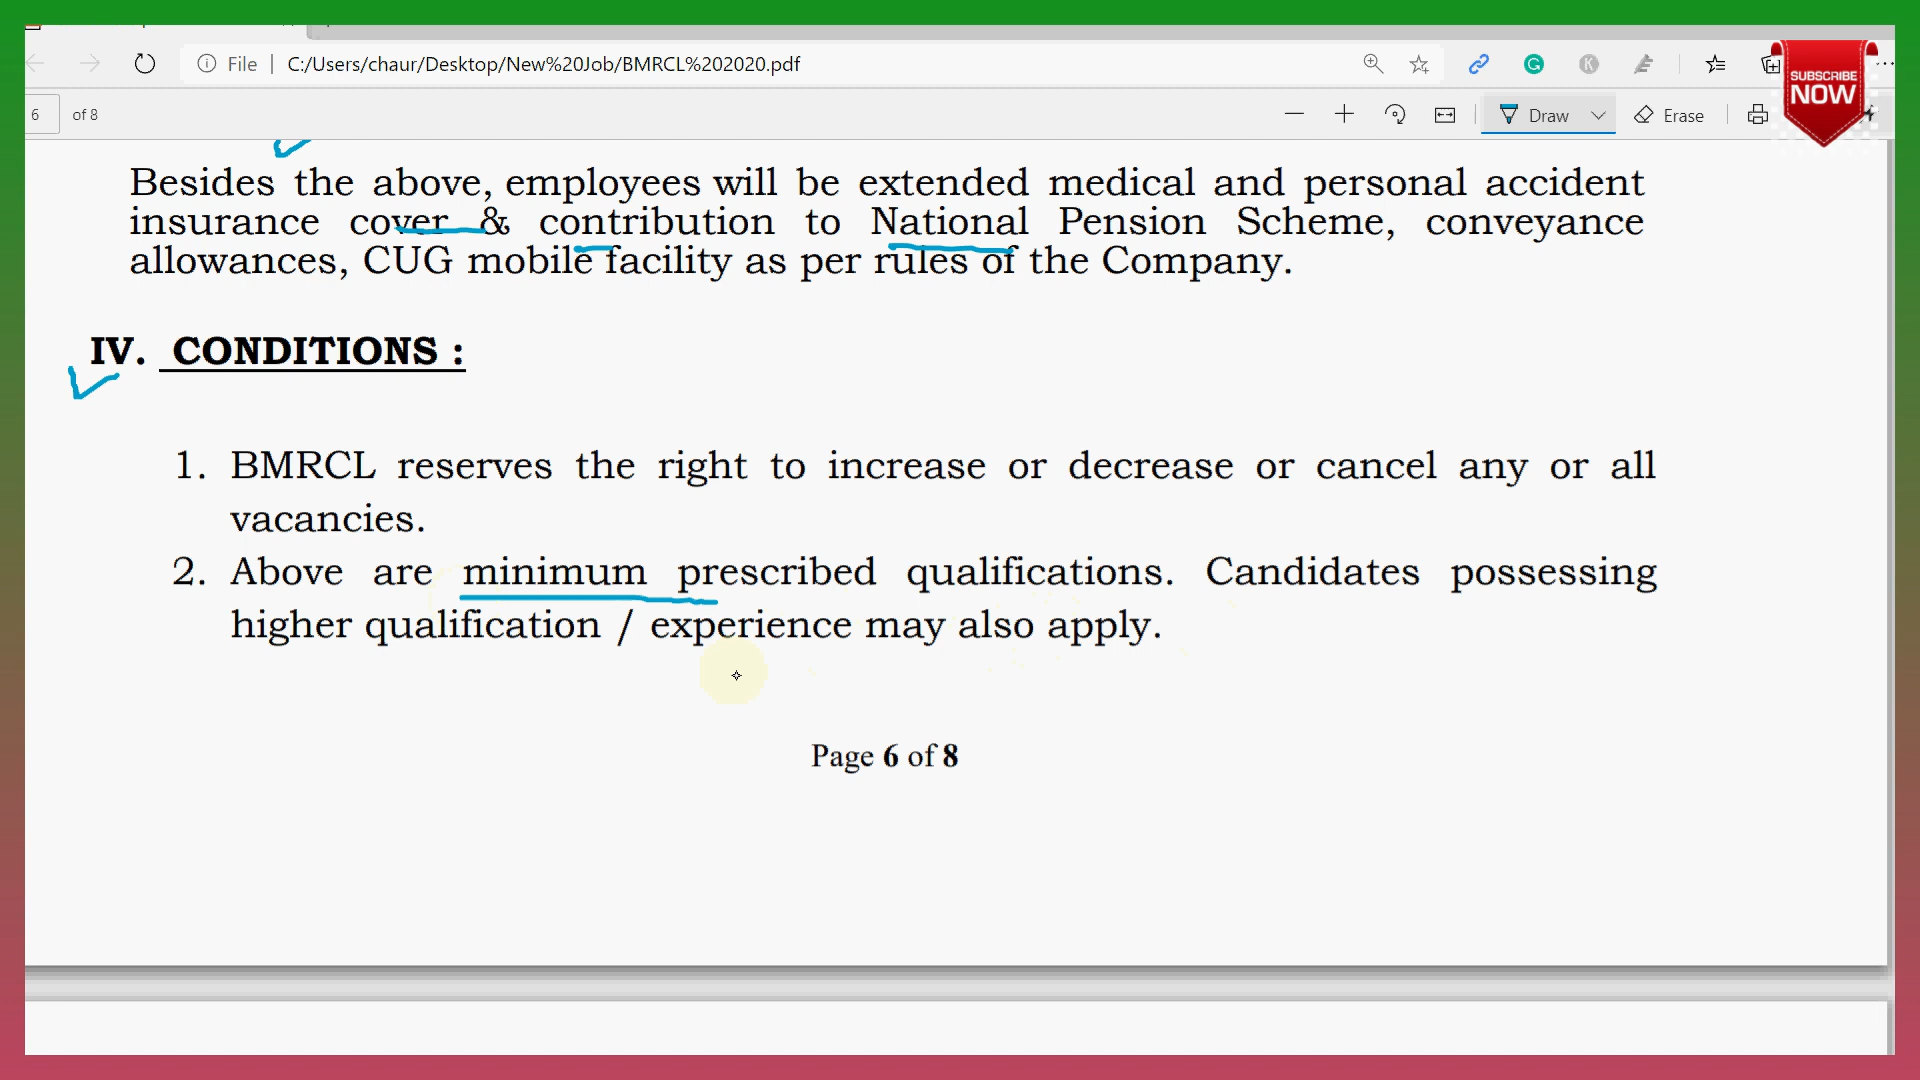 File | C:/Users/chaur/Desktop/New%20Job/BMRCL%202020.pdf
SUBSCRIBE
NOW
6 of 8
Draw
Erase
Besides the above, employees will be extended medical and personal accident
insurance cover & contribution to National Pension Scheme, conveyance
allowances, CUG mobile facility as per rules of the Company.
IV. CONDITIONS :
1. BMRCL reserves the right to increase or decrease or cancel any or all
vacancies.
2. Above are minimum prescribed qualifications. Candidates possessing
higher qualification / experience may also apply.
Page 6 of 8